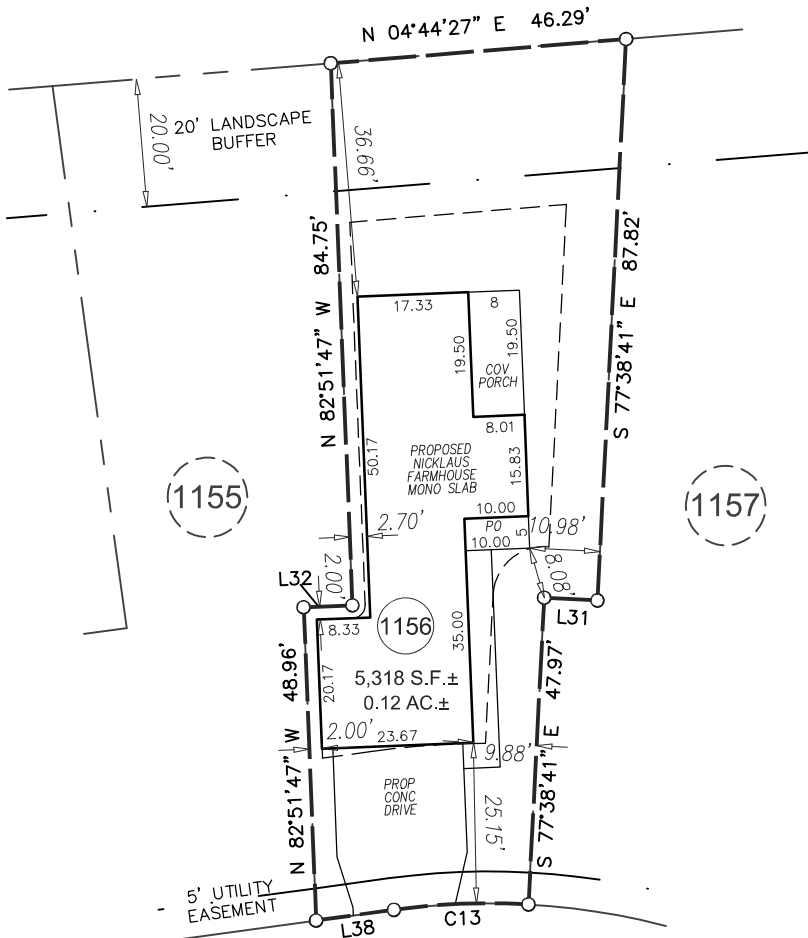 N 04°44'27" E 46.29'
20.00'
20' LANDSCAPE
BUFFER
36.66'
N 82°51'47" W 84.75'
S 77°38'41" E 87.82'
17.33
8
19.50
19.50
COV
PORCH
8.01
15.83
50.17
PROPOSED
NICKLAUS
FARMHOUSE
MONO SLAB
1155
1157
10.00
PO
10.00
5
10.98'
2.70'
8.08'
2.00'
L32
L31
8.33
1156
35.00
20.17
5,318 S.F.±
0.12 AC.±
N 82°51'47" W 48.96'
S 77°38'41" E 47.97'
2.00'
23.67
9.88'
PROP
CONC
DRIVE
25.15'
5' UTILITY
EASEMENT
L38
C13